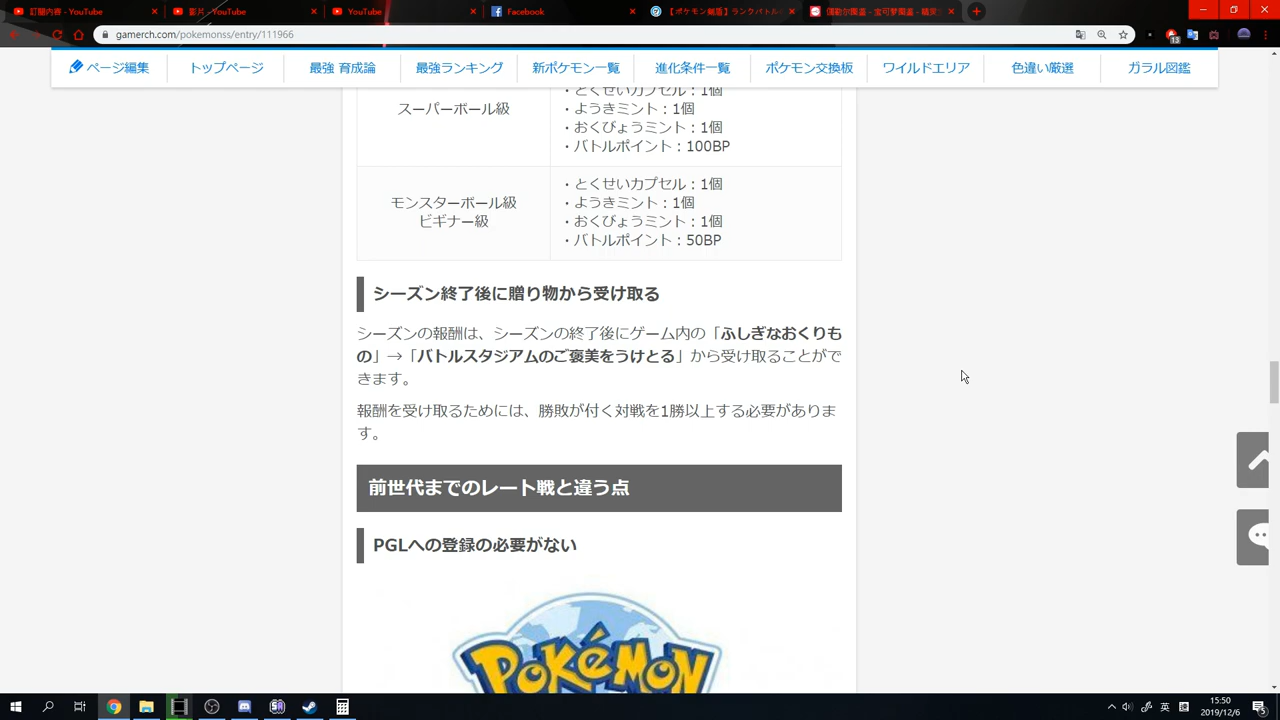 訂閱內容 - YouTube
影片 - YouTube
YouTube
Facebook
【ポケモン剣盾】ランクバトル
gamerch.com/pokemonss/entry/111966
13
ページ編集
トップページ
最強 育成論
最強ランキング
新ポケモン一覧
進化条件一覧
ポケモン交換板
ワイルドエリア
色違い厳選
ガラル図鑑
スーパーボール級
・とくせいカプセル：1個
・ようきミント：1個
・おくびょうミント：1個
・バトルポイント：100BP
モンスターボール級
ビギナー級
・とくせいカプセル：1個
・ようきミント：1個
・おくびょうミント：1個
・バトルポイント：50BP
シーズン終了後に贈り物から受け取る
シーズンの報酬は、シーズンの終了後にゲーム内の「ふしぎなおくりも
の」→「バトルスタジアムのご褒美をうけとる」から受け取ることがで
きます。
報酬を受け取るためには、勝敗が付く対戦を1勝以上する必要がありま
す。
前世代までのレート戦と違う点
PGLへの登録の必要がない
POKéMON
英
15:50
2019/12/6